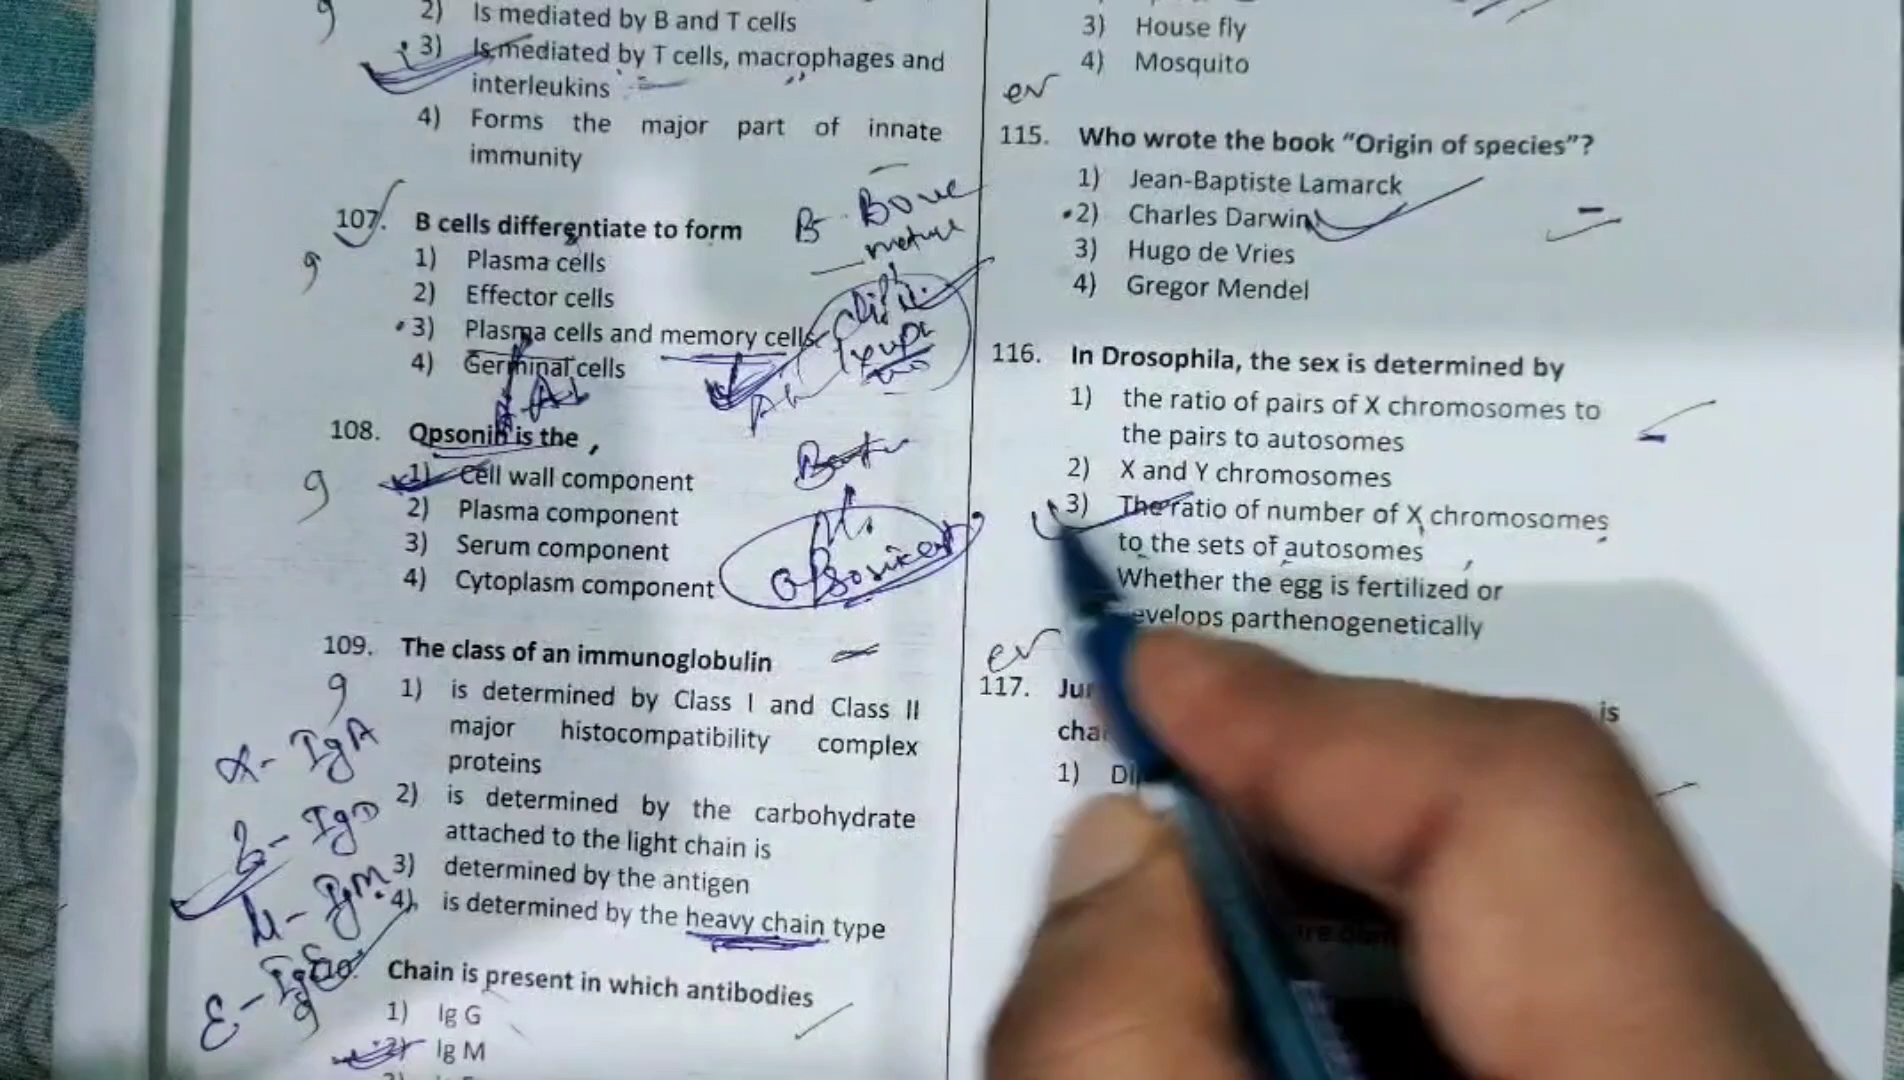 2) Is mediated by B and T cells
3) Is mediated by T cells, macrophages and
interleukins
4) Forms the major part of innate
immunity
107. B cells differentiate to form
1) Plasma cells
2) Effector cells
3) Plasma cells and memory cells
4) Germinal cells
B - Bone
108. Opsonin is the
1) Cell wall component
2) Plasma component
3) Serum component
4) Cytoplasm component
109. The class of an immunoglobulin
1) is determined by Class I and Class II
major histocompatibility complex
proteins
2) is determined by the carbohydrate
attached to the light chain is
3) determined by the antigen
4) is determined by the heavy chain type
α - IgA
IgD
IgM
ε -
Chain is present in which antibodies
1) Ig G
2) Ig M
3) House fly
4) Mosquito
115. Who wrote the book “Origin of species”?
1) Jean-Baptiste Lamarck
2) Charles Darwin
3) Hugo de Vries
4) Gregor Mendel
116. In Drosophila, the sex is determined by
1) the ratio of pairs of X chromosomes to
the pairs to autosomes
2) X and Y chromosomes
3) The ratio of number of X chromosomes
to the sets of autosomes
Whether the egg is fertilized or
evelops parthenogenetically
117. Ju is
cha
1) Di